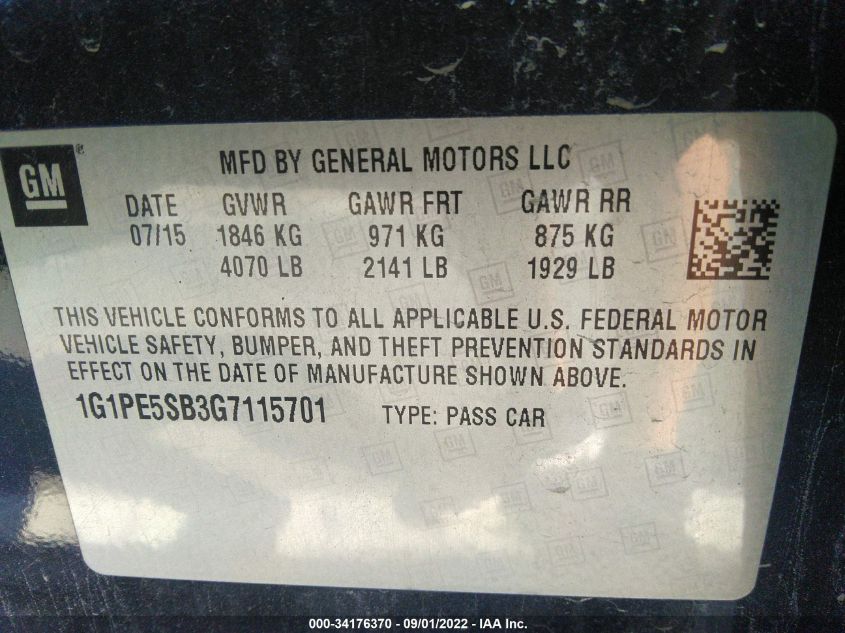 GM
MFD BY GENERAL MOTORS LLC
DATE GVWR GAWR FRT GAWR RR
07/15 1846 KG 971 KG 875 KG
4070 LB 2141 LB 1929 LB
THIS VEHICLE CONFORMS TO ALL APPLICABLE U.S. FEDERAL MOTOR
VEHICLE SAFETY, BUMPER, AND THEFT PREVENTION STANDARDS IN
EFFECT ON THE DATE OF MANUFACTURE SHOWN ABOVE.
1G1PE5SB3G7115701 TYPE: PASS CAR
000-34176370 - 09/01/2022 - IAA Inc.